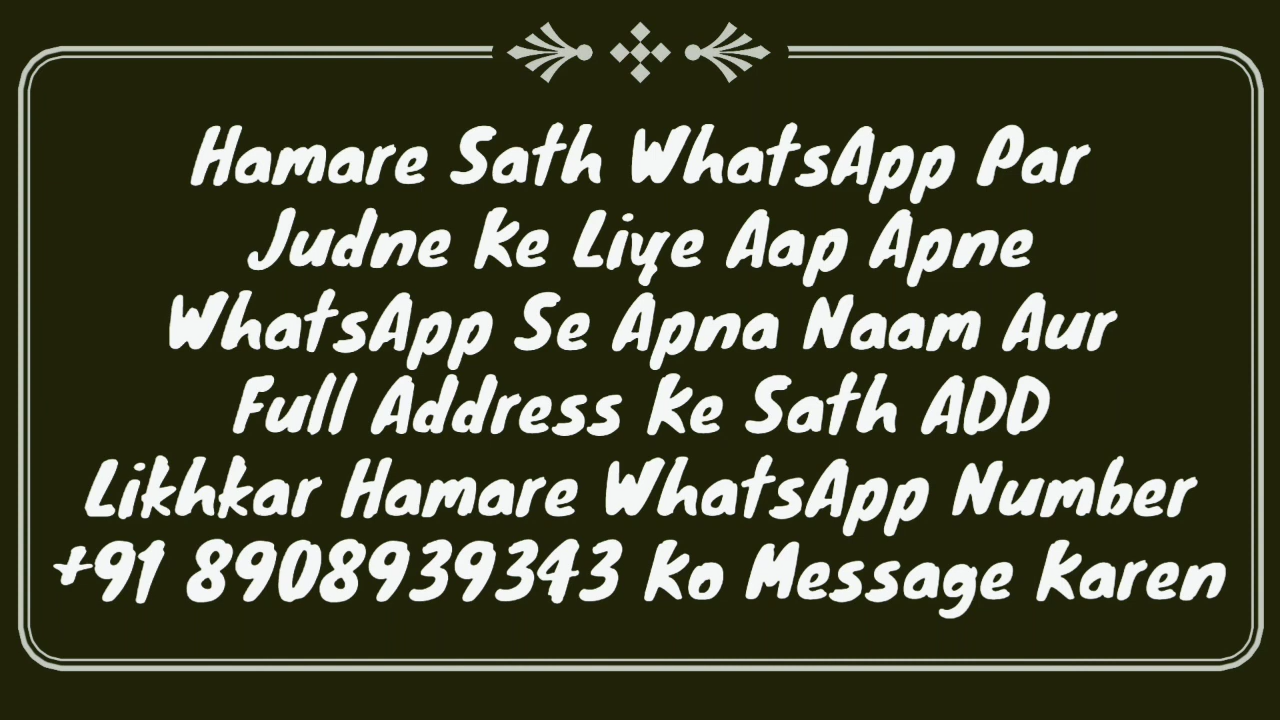 Hamare Sath WhatsApp Par
Judne Ke Liye Aap Apne
WhatsApp Se Apna Naam Aur
Full Address Ke Sath ADD
Likhkar Hamare WhatsApp Number
+91 8908939343 Ko Message Karen